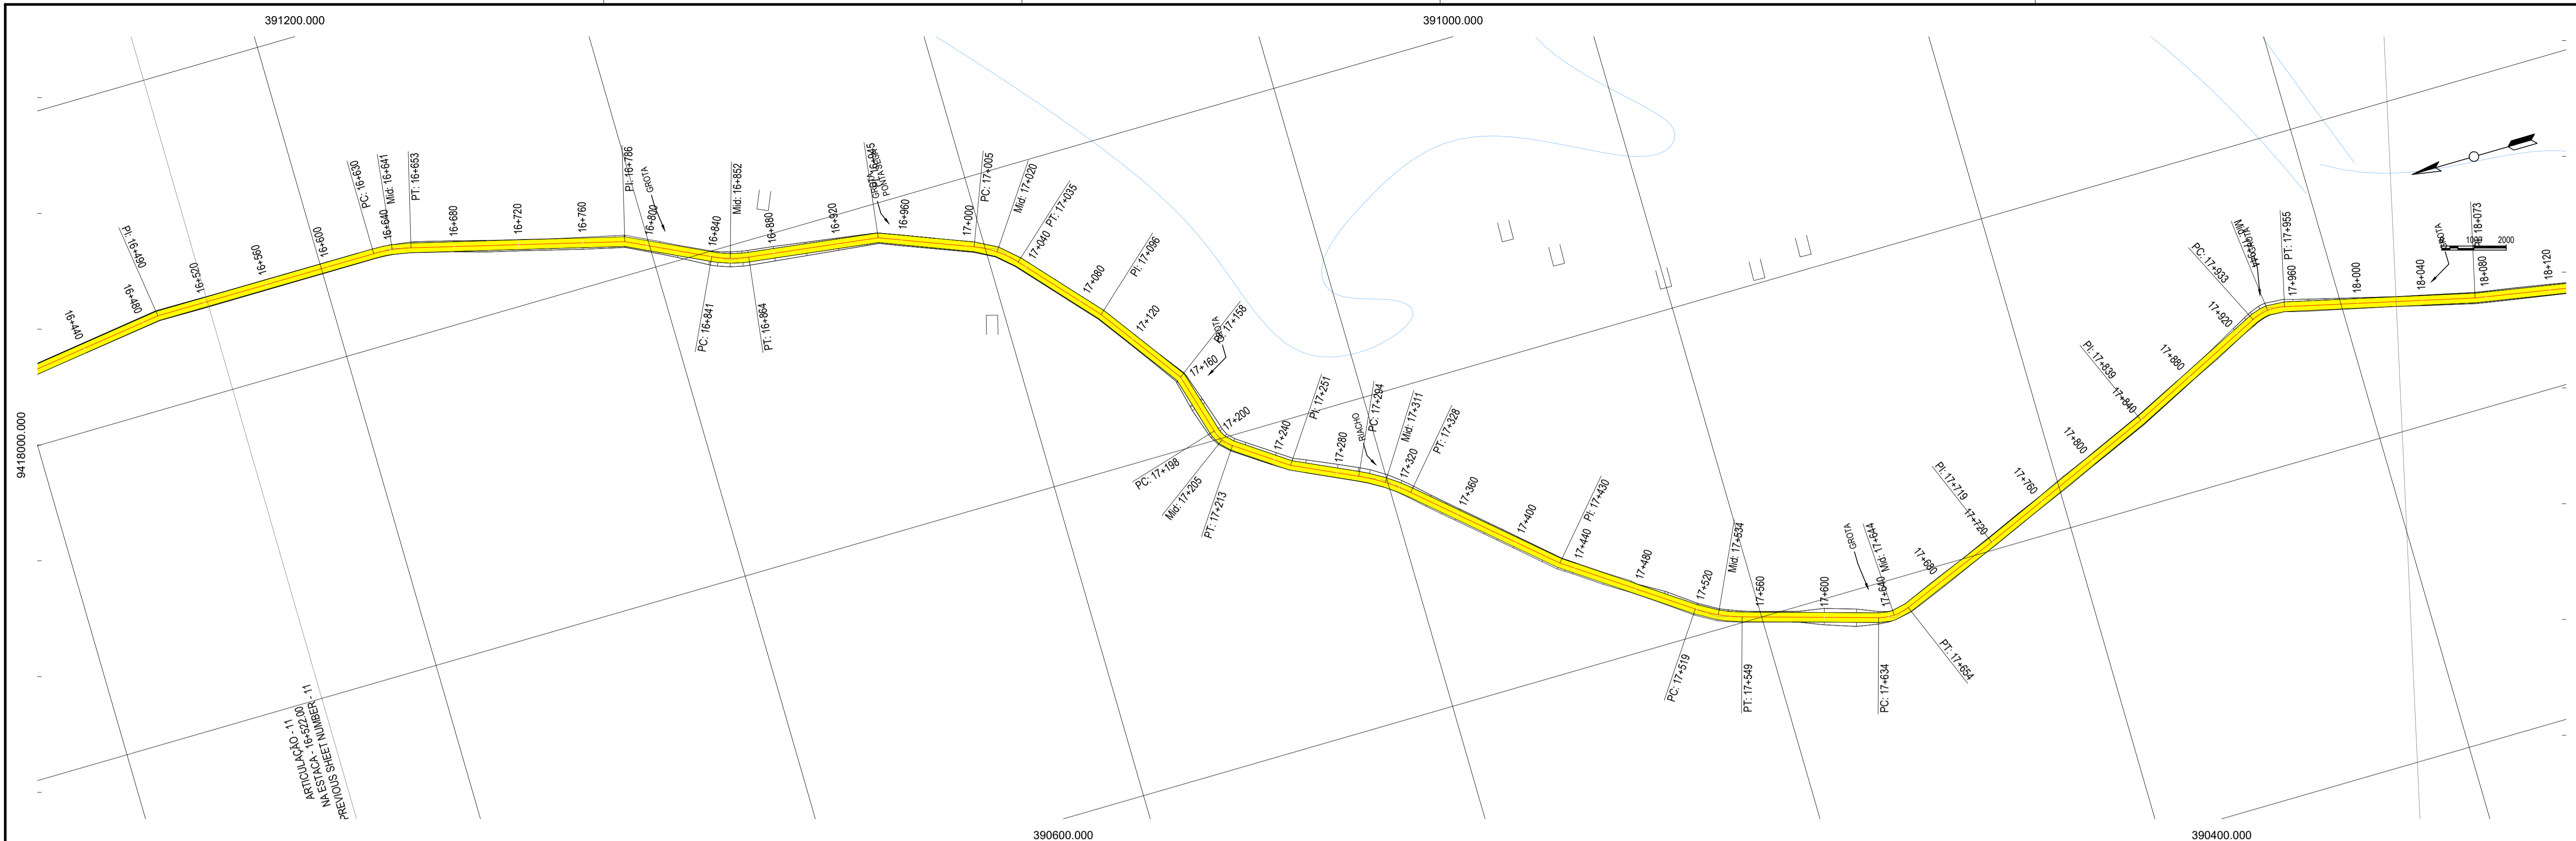 391200.000
391000.000
9418000.000
16+440
16+480
PI: 16+490
16+520
16+560
16+600
PC: 16+630
16+640
Mid: 16+641
PT: 16+653
16+680
16+720
16+760
PI: 16+786
16+800
GROTA
16+840
PC: 16+841
Mid: 16+852
PT: 16+864
16+880
16+920
GROTA
16+960
17+000
PC: 17+005
Mid: 17+020
PT: 17+035
17+040
17+080
PI: 17+096
17+120
PI: 17+158
GROTA
17+160
17+200
PC: 17+198
Mid: 17+205
PT: 17+213
17+240
PI: 17+251
17+280
RIACHO
PC: 17+294
Mid: 17+311
17+320
PT: 17+328
17+360
17+400
PI: 17+430
17+440
17+480
PC: 17+519
17+520
Mid: 17+534
PT: 17+549
17+560
17+600
GROTA
PC: 17+634
17+640
Mid: 17+644
PT: 17+654
17+680
PI: 17+719
17+720
17+760
17+800
PI: 17+839
17+840
17+880
17+920
PC: 17+933
Mid: 17+944
GROTA
PT: 17+955
17+960
18+000
18+040
GROTA
PI: 18+073
18+080
18+120
1000
2000
ARTICULAÇÃO - 11
NA ESTACA - 16+522.00
PREVIOUS SHEET NUMBER - 11
390600.000
390400.000